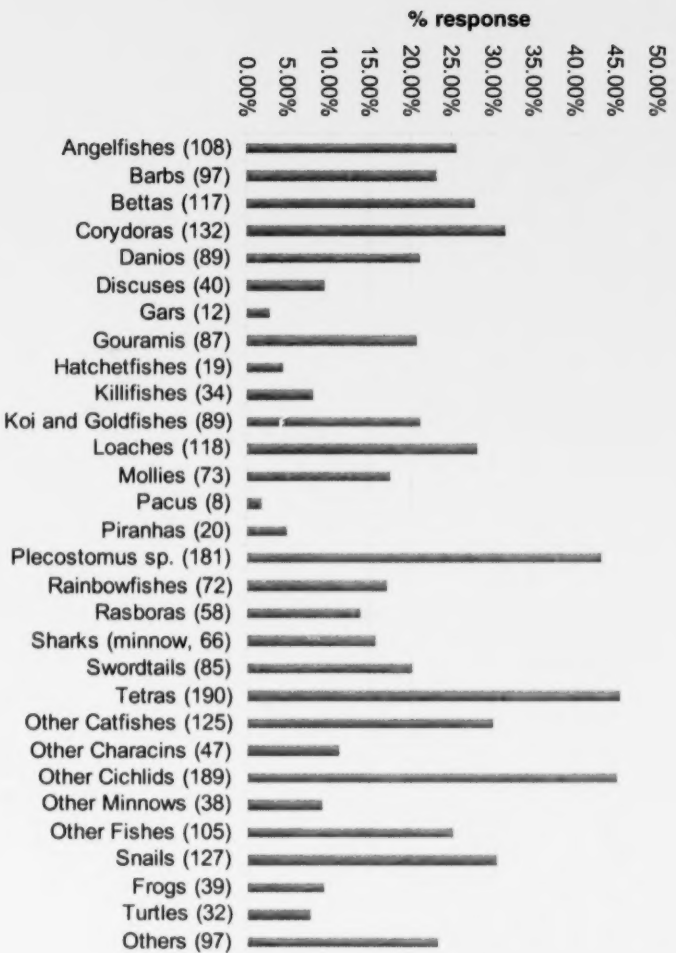 % response
0.00%
5.00%
10.00%
15.00%
20.00%
25.00%
30.00%
35.00%
40.00%
45.00%
50.00%
Angelfishes (108)
Barbs (97)
Bettas (117)
Corydoras (132)
Danios (89)
Discuses (40)
Gars (12)
Gouramis (87)
Hatchetfishes (19)
Killifishes (34)
Koi and Goldfishes (89)
Loaches (118)
Mollies (73)
Pacus (8)
Piranhas (20)
Plecostomus sp. (181)
Rainbowfishes (72)
Rasboras (58)
Sharks (minnow, 66)
Swordtails (85)
Tetras (190)
Other Catfishes (125)
Other Characins (47)
Other Cichlids (189)
Other Minnows (38)
Other Fishes (105)
Snails (127)
Frogs (39)
Turtles (32)
Others (97)